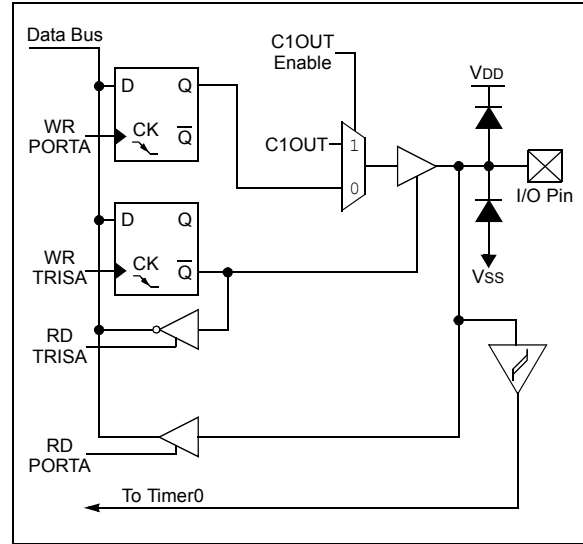 Data Bus
C1OUT
Enable
VDD
D Q
WR
PORTA
CK
Q
C1OUT
1
0
I/O Pin
D Q
WR
TRISA
CK
Q
VSS
RD
TRISA
RD
PORTA
To Timer0